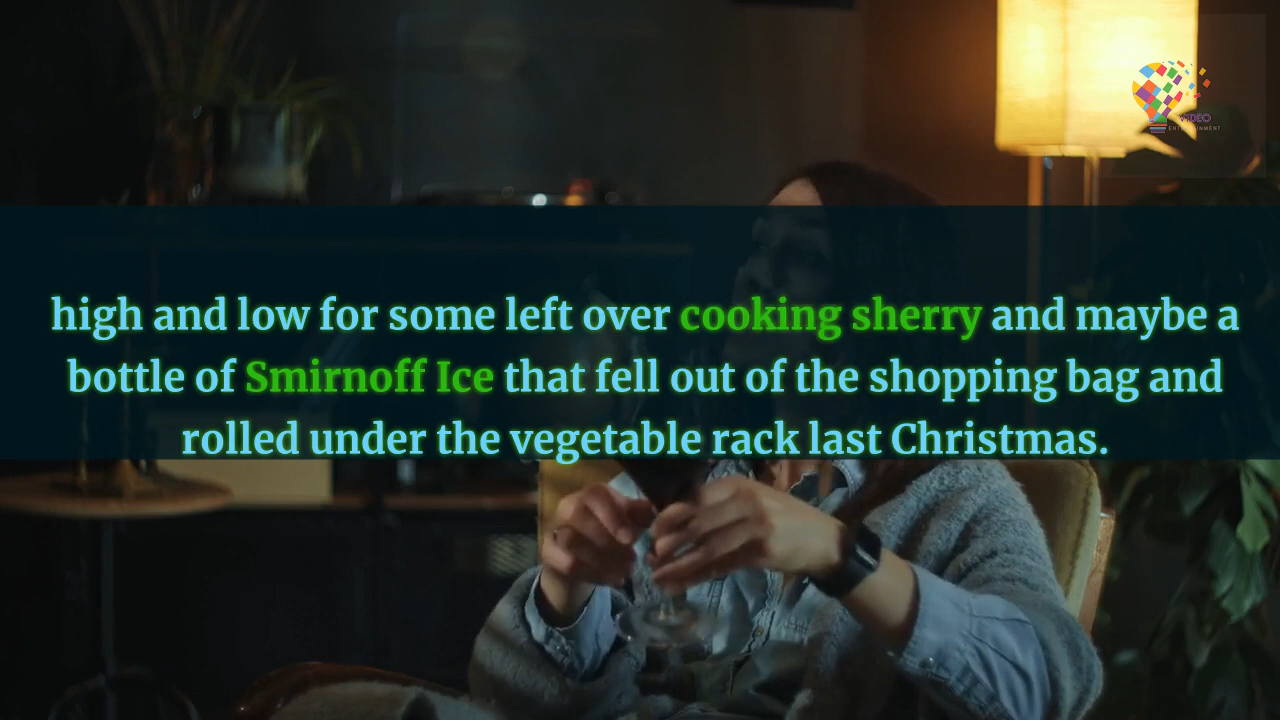 VIDEO
ENTERTAINMENT
high and low for some left over cooking sherry and maybe a
bottle of Smirnoff Ice that fell out of the shopping bag and
rolled under the vegetable rack last Christmas.